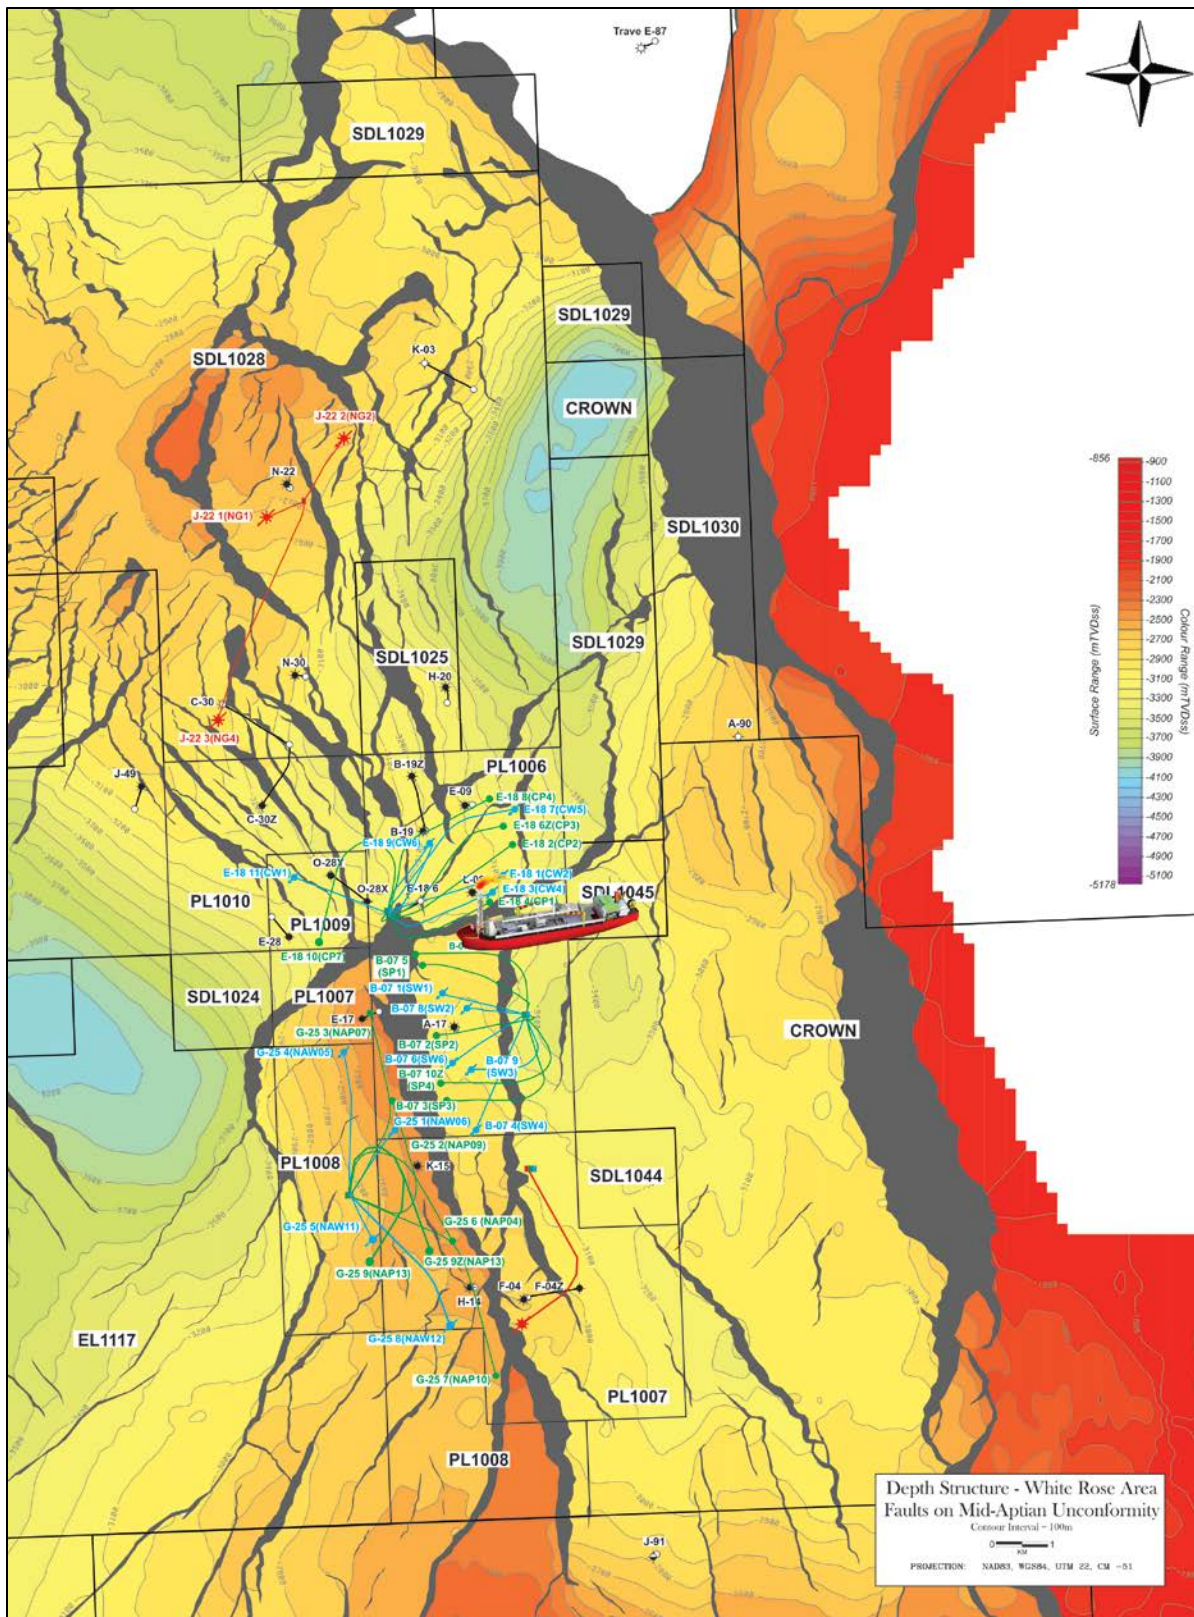 Trave E-87
SDL1029
SDL1029
K-03
SDL1028
CROWN
J-22 2(NG2)
N-22
J-22 1(NG1)
SDL1030
-856
-900
-1100
-1300
-1500
-1700
-1900
-2100
-2300
-2500
-2700
-2900
-3100
-3300
-3500
-3700
-3900
-4100
-4300
-4500
-4700
-4900
-5100
-5178
Surface Range (mTVDss)
Colour Range (mTVDss)
SDL1029
SDL1025
N-30
H-20
C-30
J-22 3(NG4)
A-90
B-19Z
PL1006
J-49
E-09
E-18 8(CP4)
E-18 7(CW5)
C-30Z
E-18 6Z(CP3)
B-19
E-18 9(CW6)
E-18 2(CP2)
O-28Y
E-18 11(CW1)
E-18 1(CW2)
O-28X
E-18 6
E-18 3(CW4)
SDL1045
E-18 4(CP1)
PL1010
PL1009
E-28
E-18 10(CP7)
B-07 5
(SP1)
SDL1024
PL1007
B-07 1(SW1)
B-07 8(SW2)
E-17
A-17
CROWN
G-25 3(NAP07)
B-07 2(SP2)
G-25 4(NAW05)
B-07 6(SW6)
B-07 9
(SW3)
B-07 10Z
(SP4)
B-07 3(SP3)
G-25 1(NAW06)
B-07 4(SW4)
G-25 2(NAP09)
PL1008
K-15
SDL1044
G-25 5(NAW11)
G-25 6 (NAP04)
G-25 9Z(NAP13)
G-25 9(NAP13)
F-04
F-04Z
H-14
EL1117
G-25 8(NAW12)
G-25 7(NAP10)
PL1007
PL1008
J-91
Depth Structure - White Rose Area
Faults on Mid-Aptian Unconformity
Contour Interval - 100m
0 1
KM
PROJECTION: NAD83, WGS84, UTM 22, CM -51